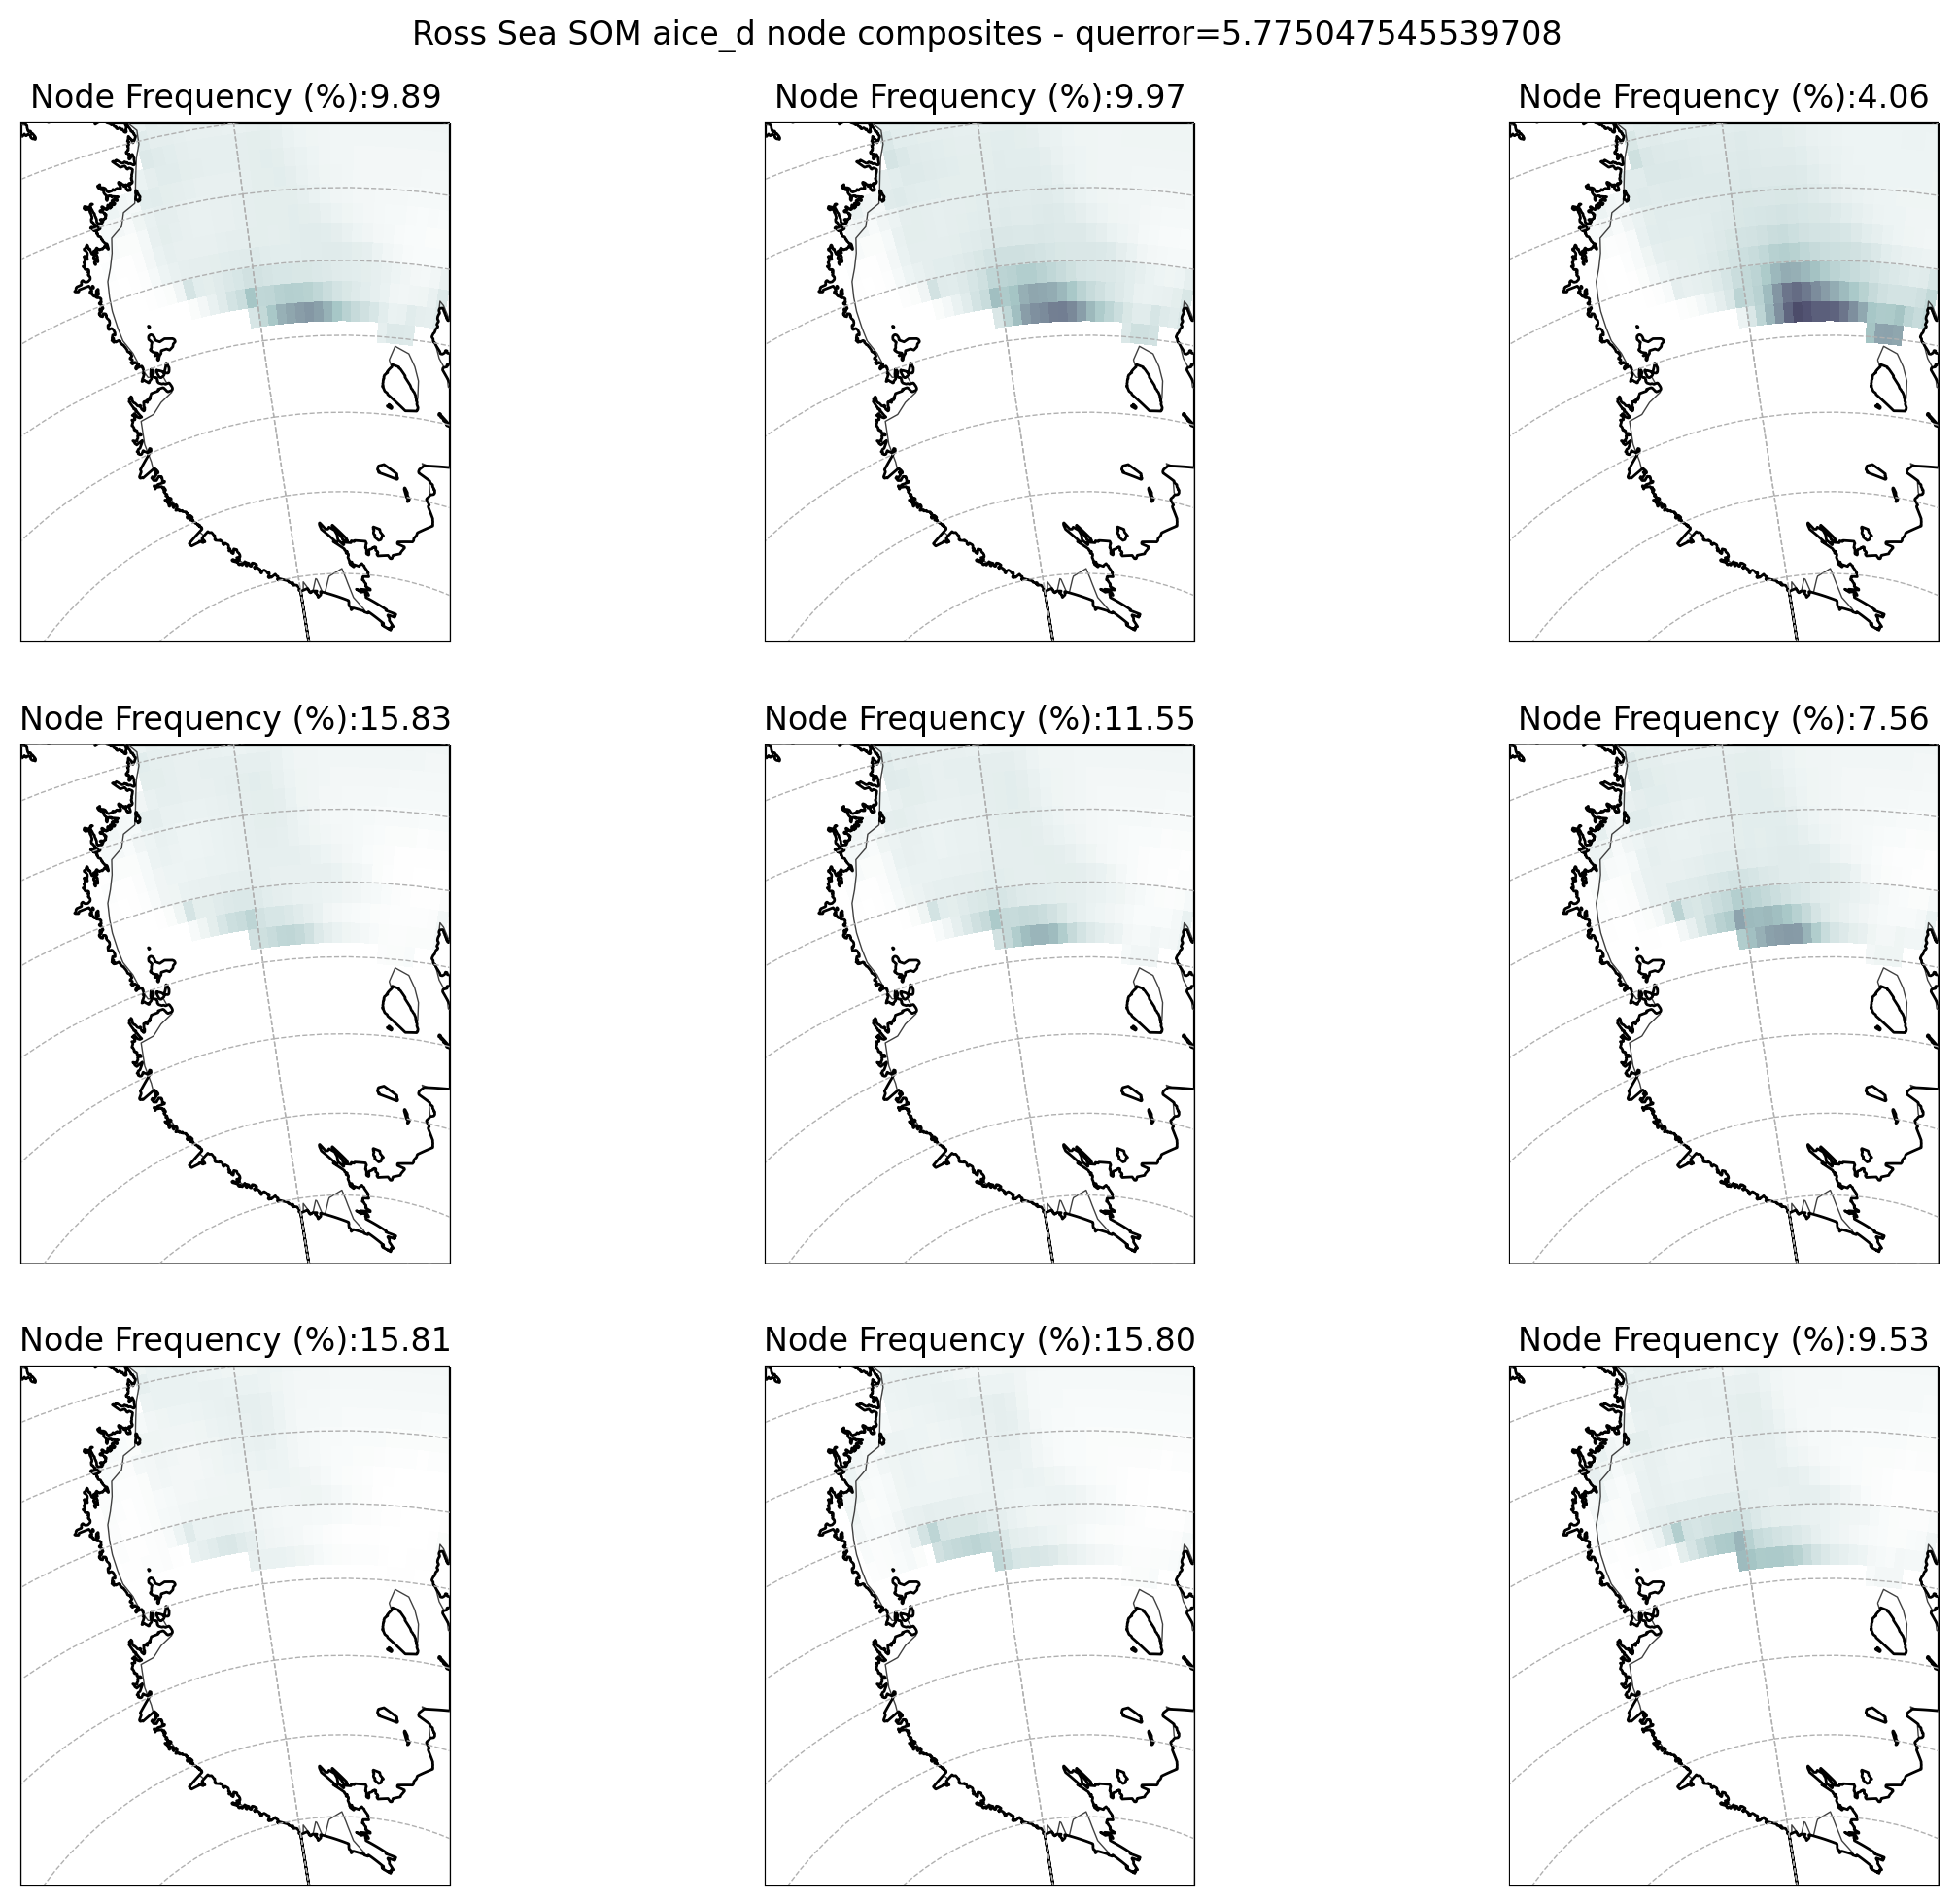 Ross Sea SOM aice_d node composites - querror=5.775047545539708
Node Frequency (%):9.89
Node Frequency (%):9.97
Node Frequency (%):4.06
Node Frequency (%):15.83
Node Frequency (%):11.55
Node Frequency (%):7.56
Node Frequency (%):15.81
Node Frequency (%):15.80
Node Frequency (%):9.53